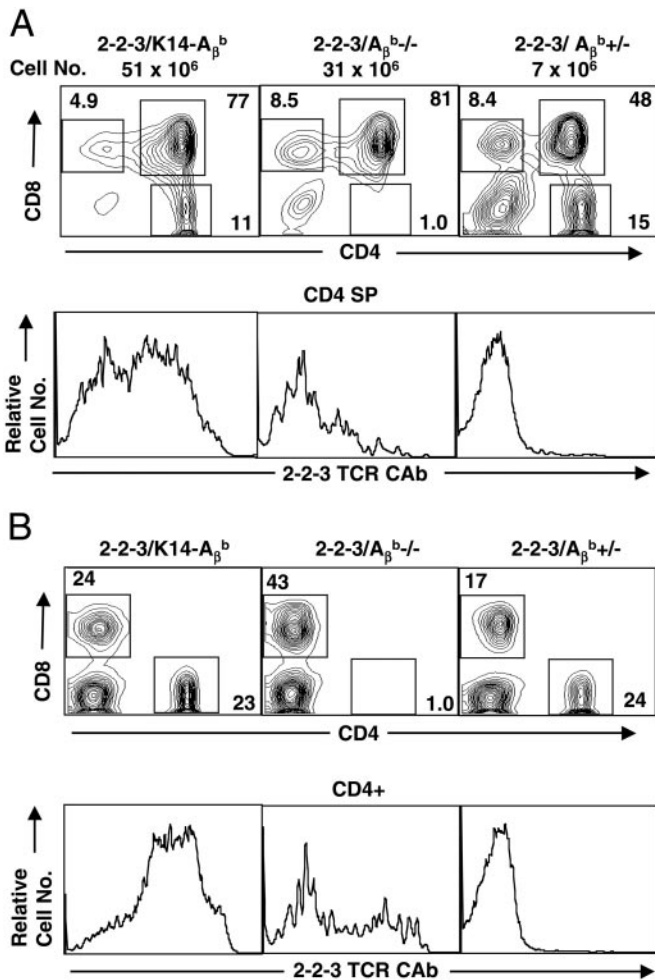 A
2-2-3/K14-Aβᵇ 2-2-3/Aβᵇ-/- 2-2-3/ Aβᵇ+/-
Cell No. 51 x 10⁶ 31 x 10⁶ 7 x 10⁶
4.9 77 8.5 81 8.4 48
CD8
11 1.0 15
CD4
CD4 SP
Relative
Cell No.
2-2-3 TCR CAb
B
2-2-3/K14-Aβᵇ 2-2-3/Aβᵇ-/- 2-2-3/Aβᵇ+/-
24 43 17
CD8
23 1.0 24
CD4
CD4+
Relative
Cell No.
2-2-3 TCR CAb